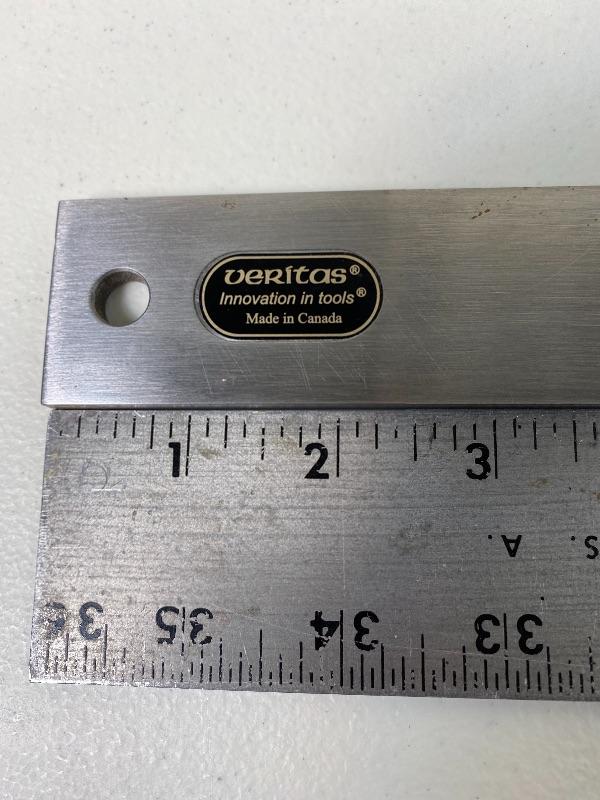 veritas®
Innovation in tools®
Made in Canada
1 2 3
S. A.
36 35 34 33